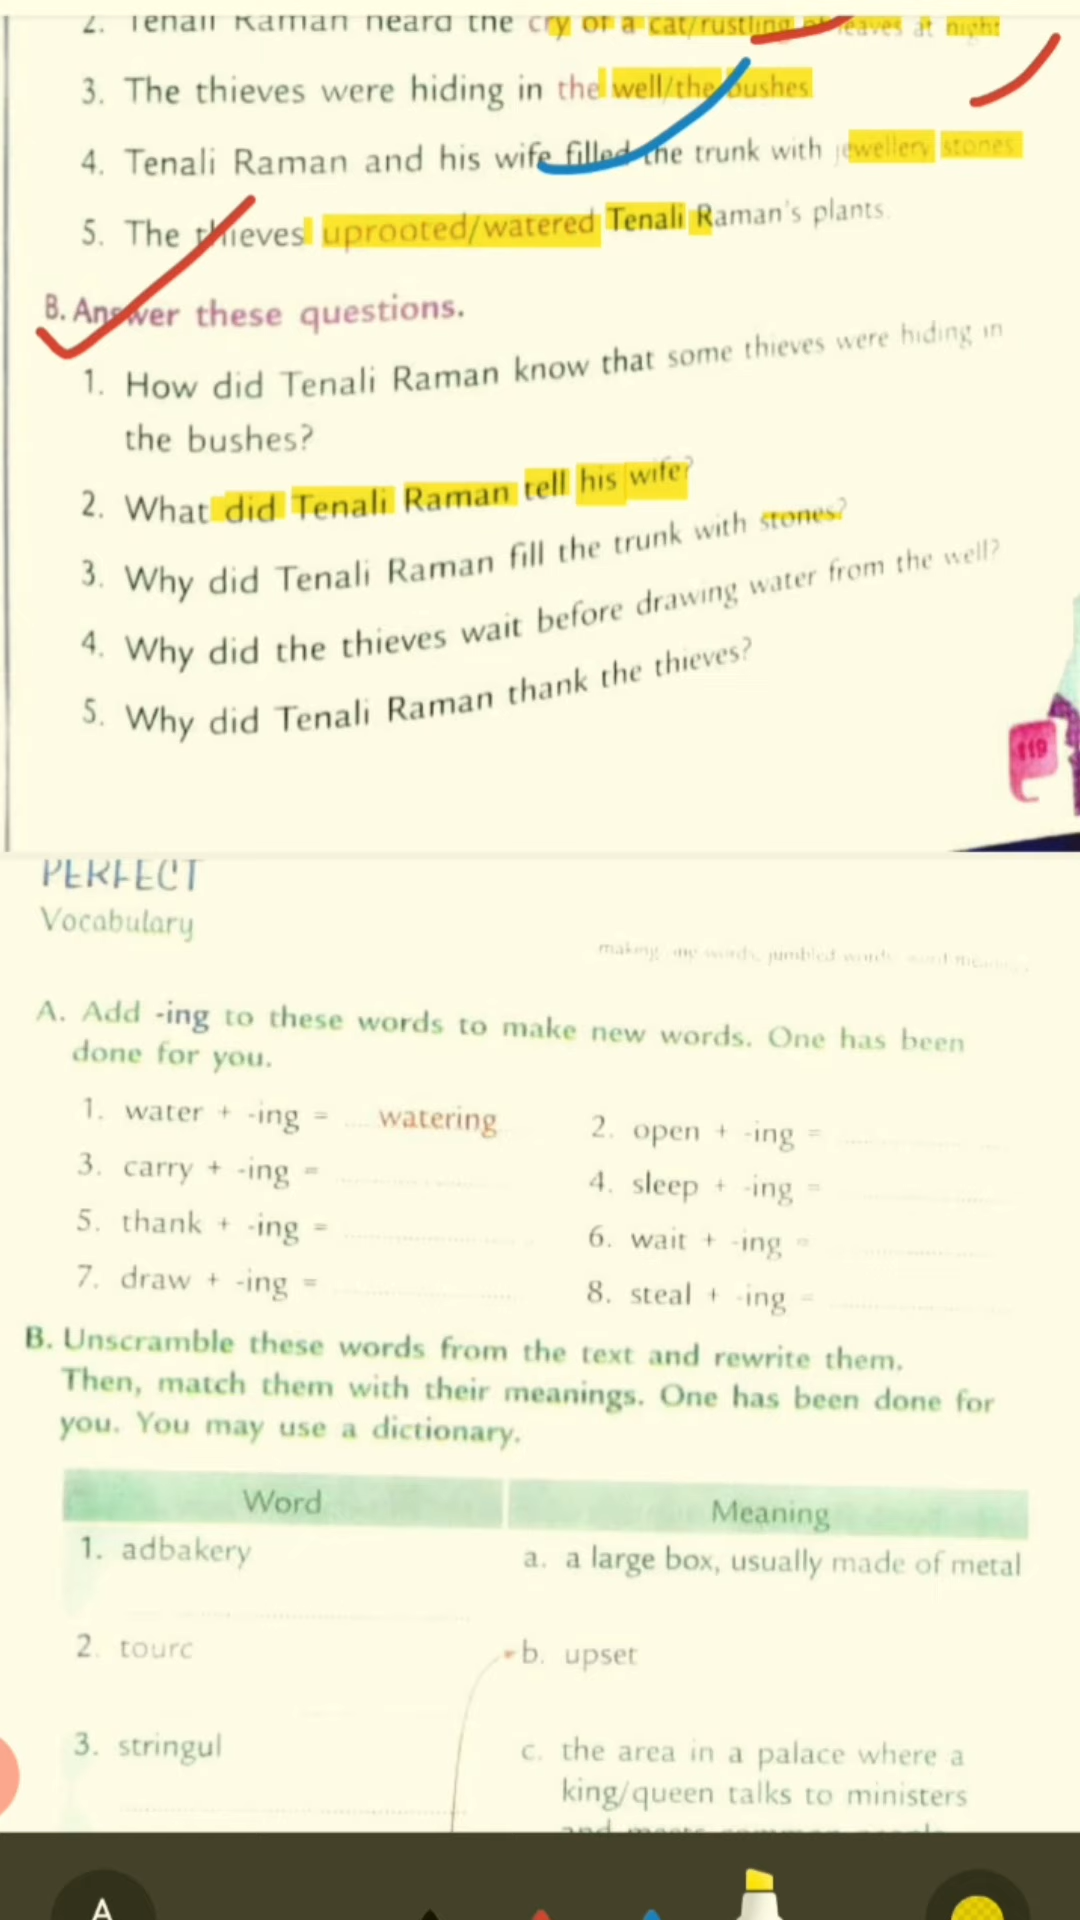 2. Tenali Raman heard the cry of a cat/rustling of leaves at night
3. The thieves were hiding in the well/the bushes
4. Tenali Raman and his wife filled the trunk with jewellery stones
5. The thieves uprooted/watered Tenali Raman's plants.
B. Answer these questions.
1. How did Tenali Raman know that some thieves were hiding in
the bushes?
2. What did Tenali Raman tell his wife?
3. Why did Tenali Raman fill the trunk with stones?
4. Why did the thieves wait before drawing water from the well?
5. Why did Tenali Raman thank the thieves?
119
PERFECT
Vocabulary
making words, jumbled words, word
A. Add -ing to these words to make new words. One has been
done for you.
1. water + -ing = watering
2. open + -ing =
3. carry + -ing =
4. sleep + -ing =
5. thank + -ing =
6. wait + -ing =
7. draw + -ing =
8. steal + -ing =
B. Unscramble these words from the text and rewrite them.
Then, match them with their meanings. One has been done for
you. You may use a dictionary.
Word Meaning
1. adbakery a. a large box, usually made of metal
2. tourc b. upset
3. stringul c. the area in a palace where a
king/queen talks to ministers
A